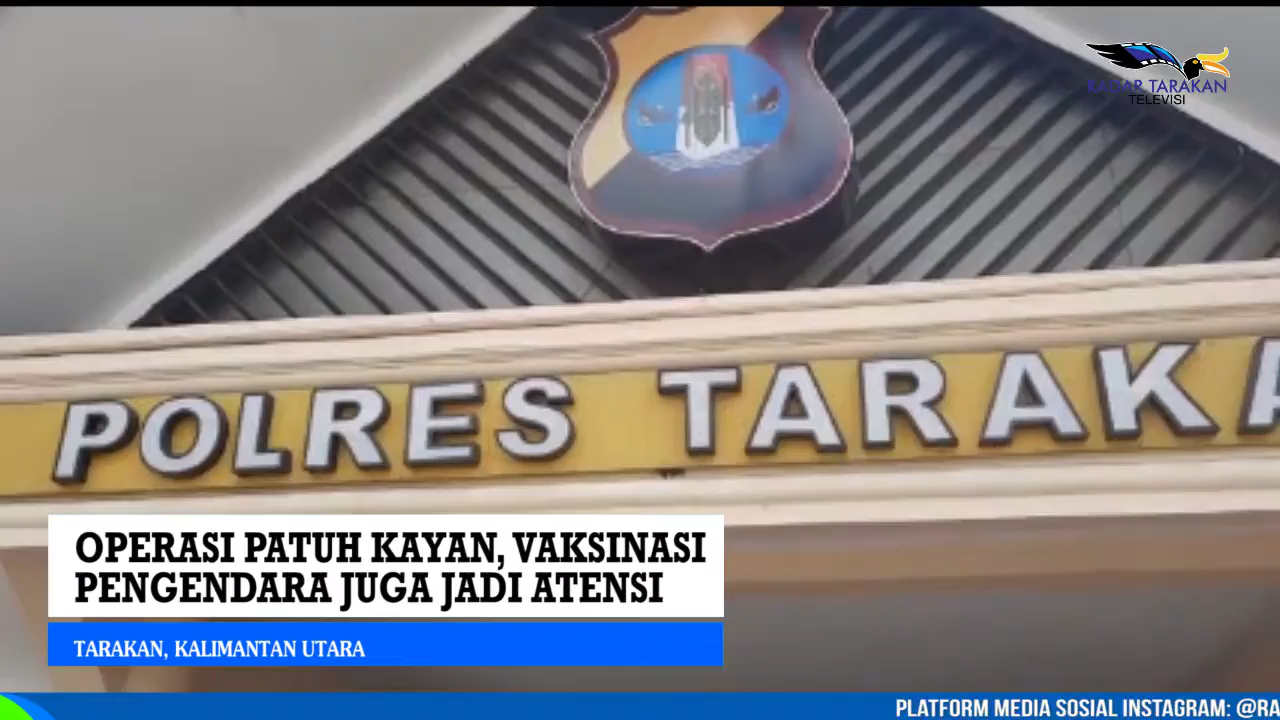 RADAR TARAKAN
TELEVISI
POLRES TARAKA
OPERASI PATUH KAYAN, VAKSINASI
PENGENDARA JUGA JADI ATENSI
TARAKAN, KALIMANTAN UTARA
PLATFORM MEDIA SOSIAL INSTAGRAM: @RA